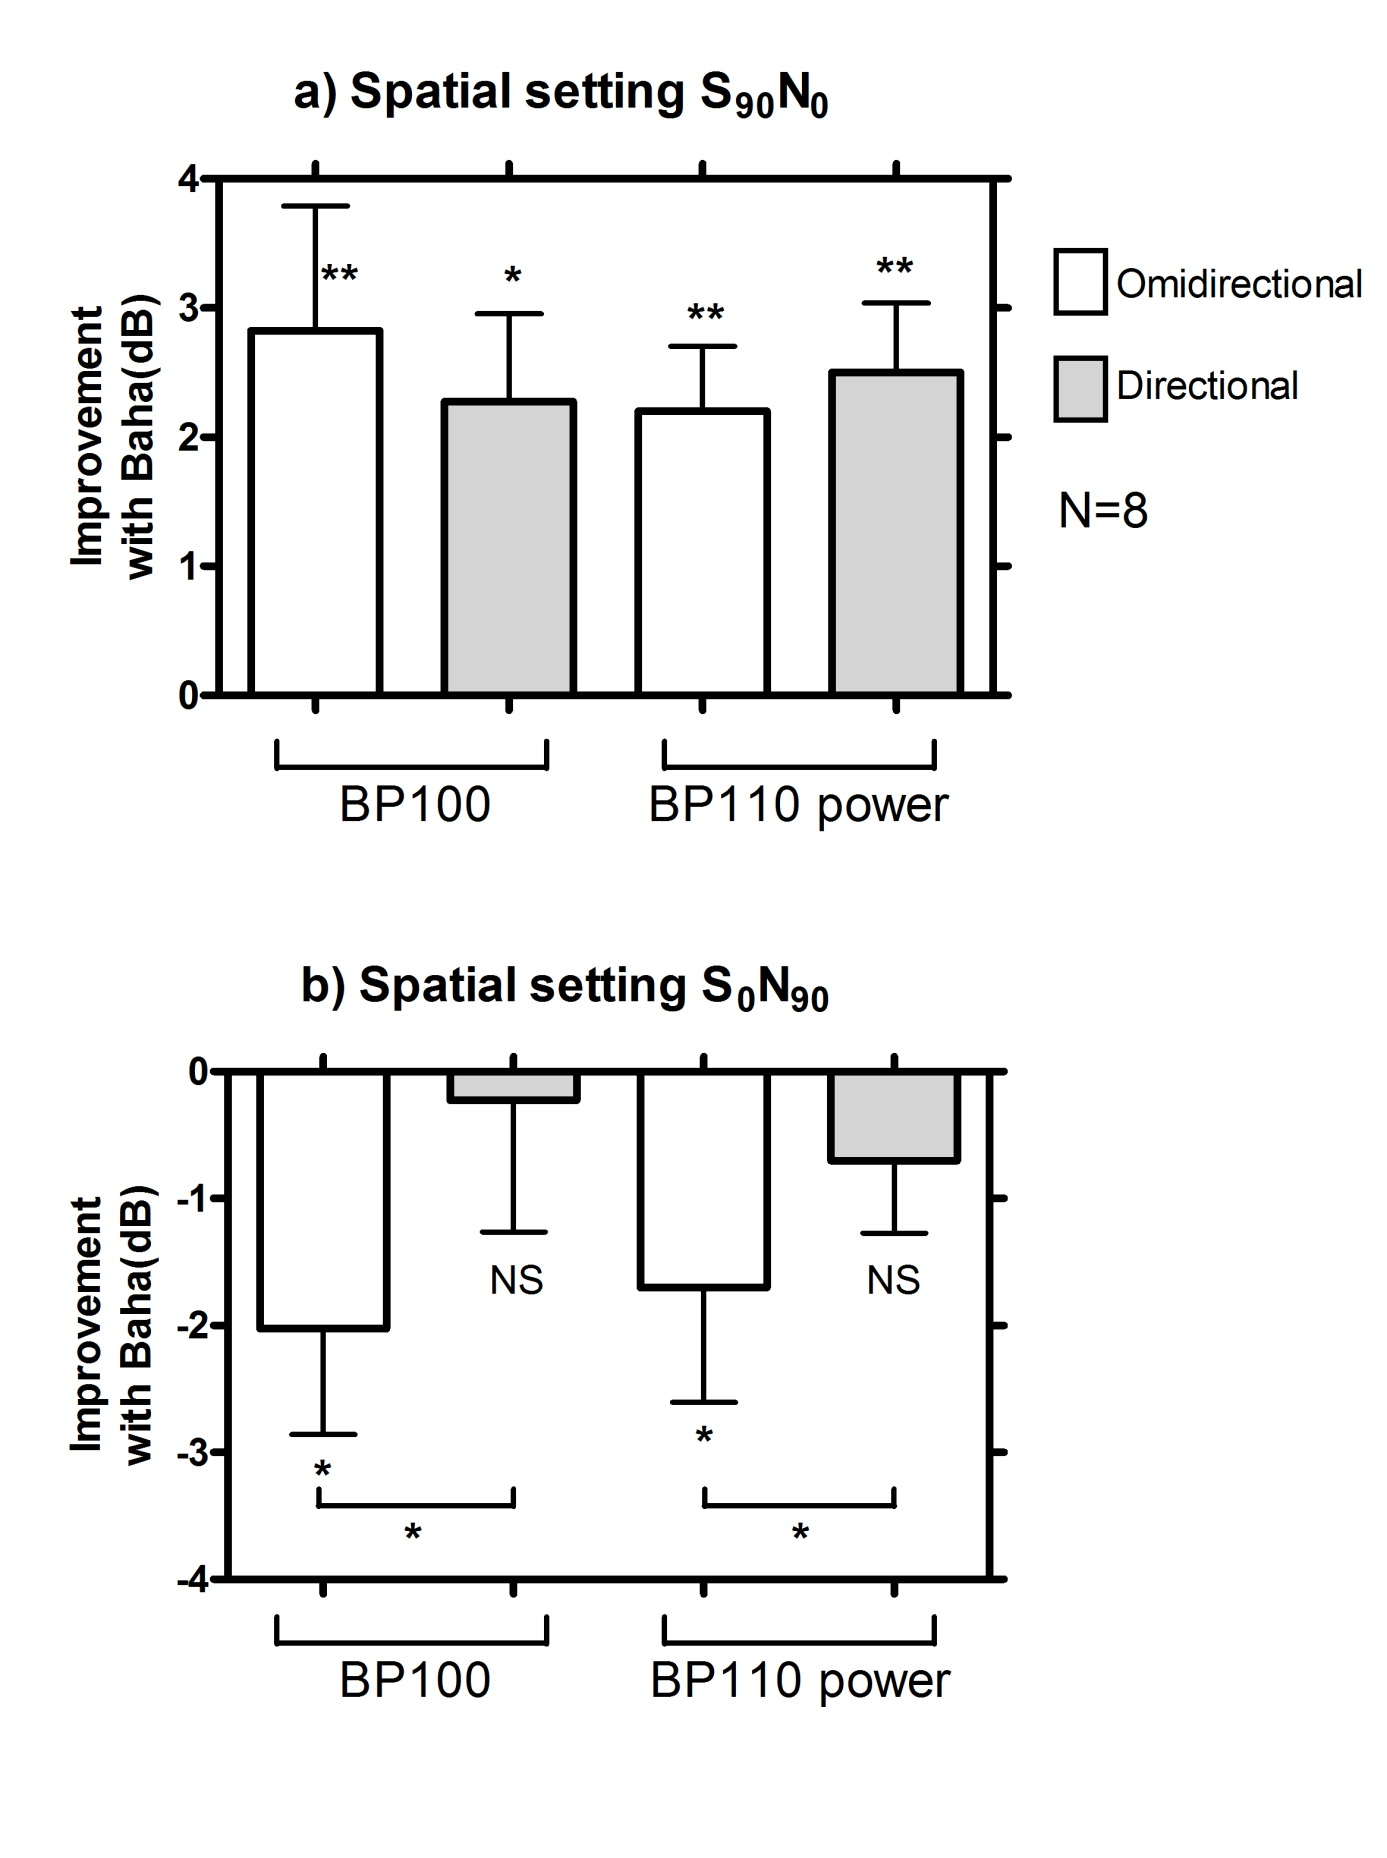 a) Spatial setting S90N0
4
3
2
1
0
Improvement
with Baha(dB)
**
*
**
**
Omidirectional
Directional
N=8
BP100
BP110 power
b) Spatial setting S0N90
0
-1
-2
-3
-4
Improvement
with Baha(dB)
NS
NS
*
*
*
*
BP100
BP110 power